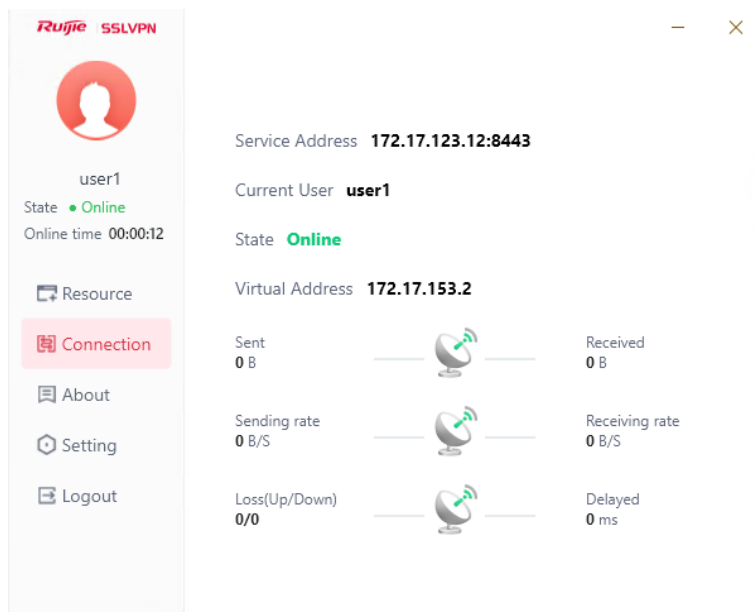 Ruijie SSLVPN
user1
State • Online
Online time 00:00:12
Resource
Connection
About
Setting
Logout
Service Address 172.17.123.12:8443
Current User user1
State Online
Virtual Address 172.17.153.2
Sent Received
0 B 0 B
Sending rate Receiving rate
0 B/S 0 B/S
Loss(Up/Down) Delayed
0/0 0 ms